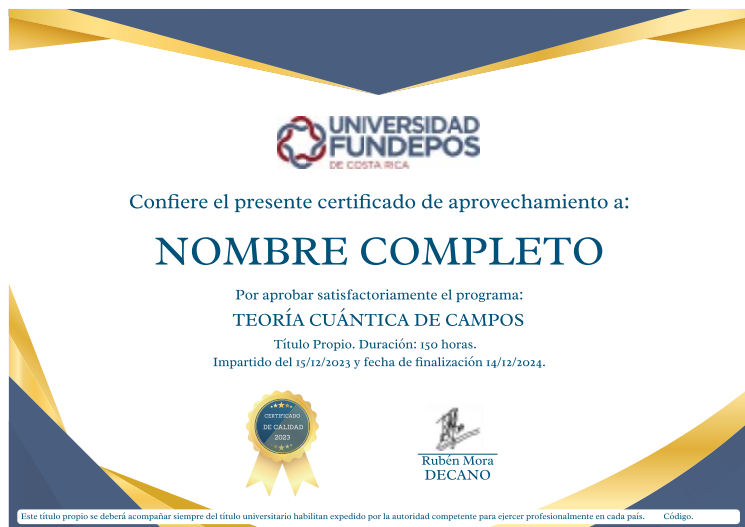 UNIVERSIDAD
FUNDEPOS
DE COSTA RICA
Confiere el presente certificado de aprovechamiento a:
NOMBRE COMPLETO
Por aprobar satisfactoriamente el programa:
TEORÍA CUÁNTICA DE CAMPOS
Título Propio. Duración: 150 horas.
Impartido del 15/12/2023 y fecha de finalización 14/12/2024.
CERTIFICADO
DE CALIDAD
2023
Rubén Mora
DECANO
Este título propio se deberá acompañar siempre del título universitario habilitan expedido por la autoridad competente para ejercer profesionalmente en cada país. Código.